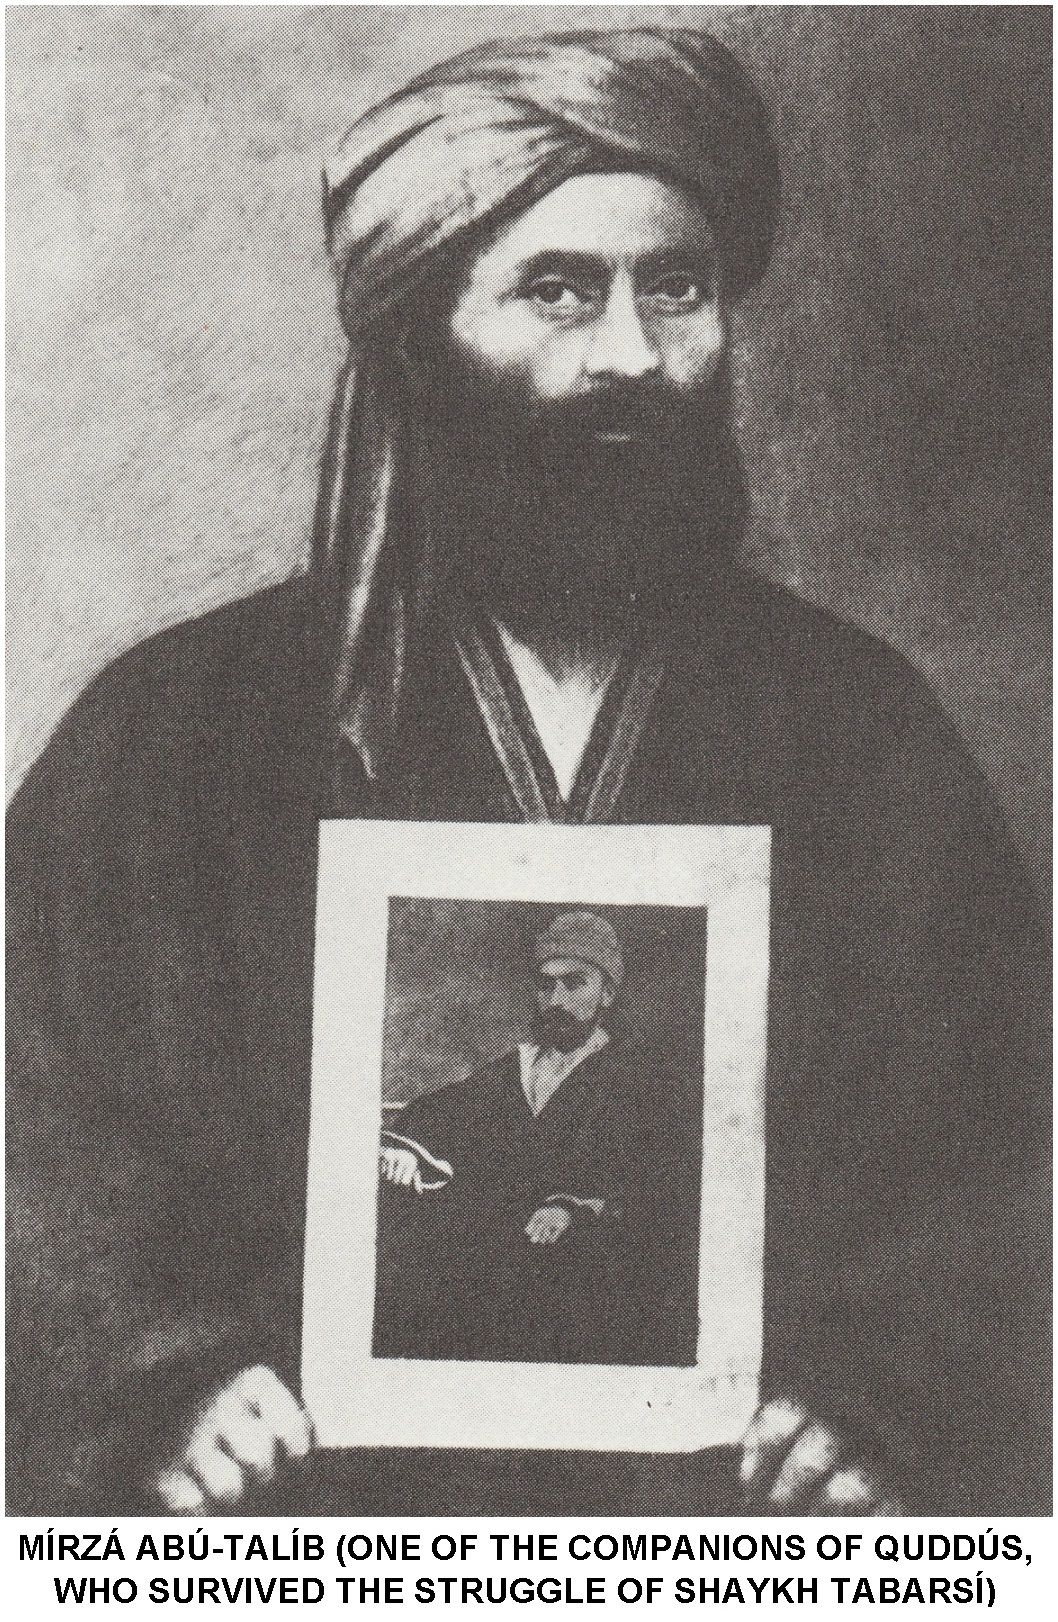 MÍRZÁ ABÚ-TALÍB (ONE OF THE COMPANIONS OF QUDDÚS,
WHO SURVIVED THE STRUGGLE OF SHAYKH TABARSÍ)